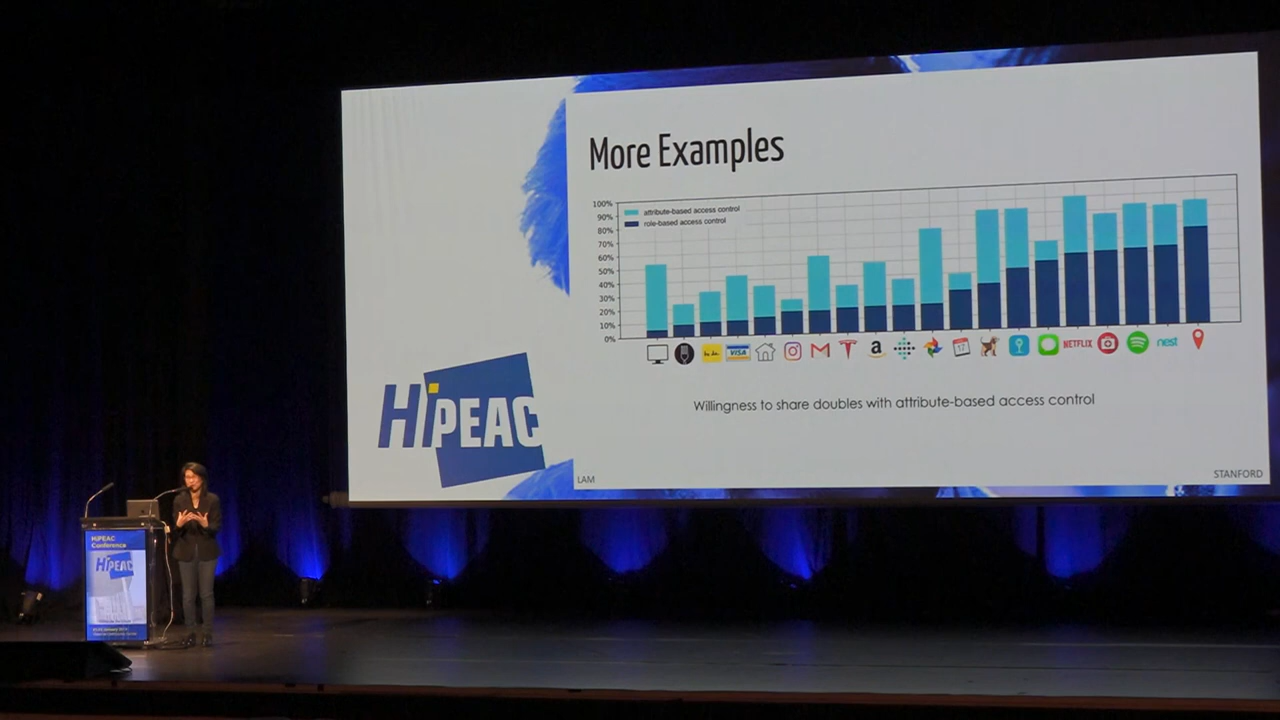 More Examples
100%
90%
80%
70%
60%
50%
40%
30%
20%
10%
0%
attribute-based access control
role-based access control
VISA
a
17
NETFLIX
nest
Willingness to share doubles with attribute-based access control
LAM
STANFORD
HiPEAC
HiPEAC
Conference
HiPEAC